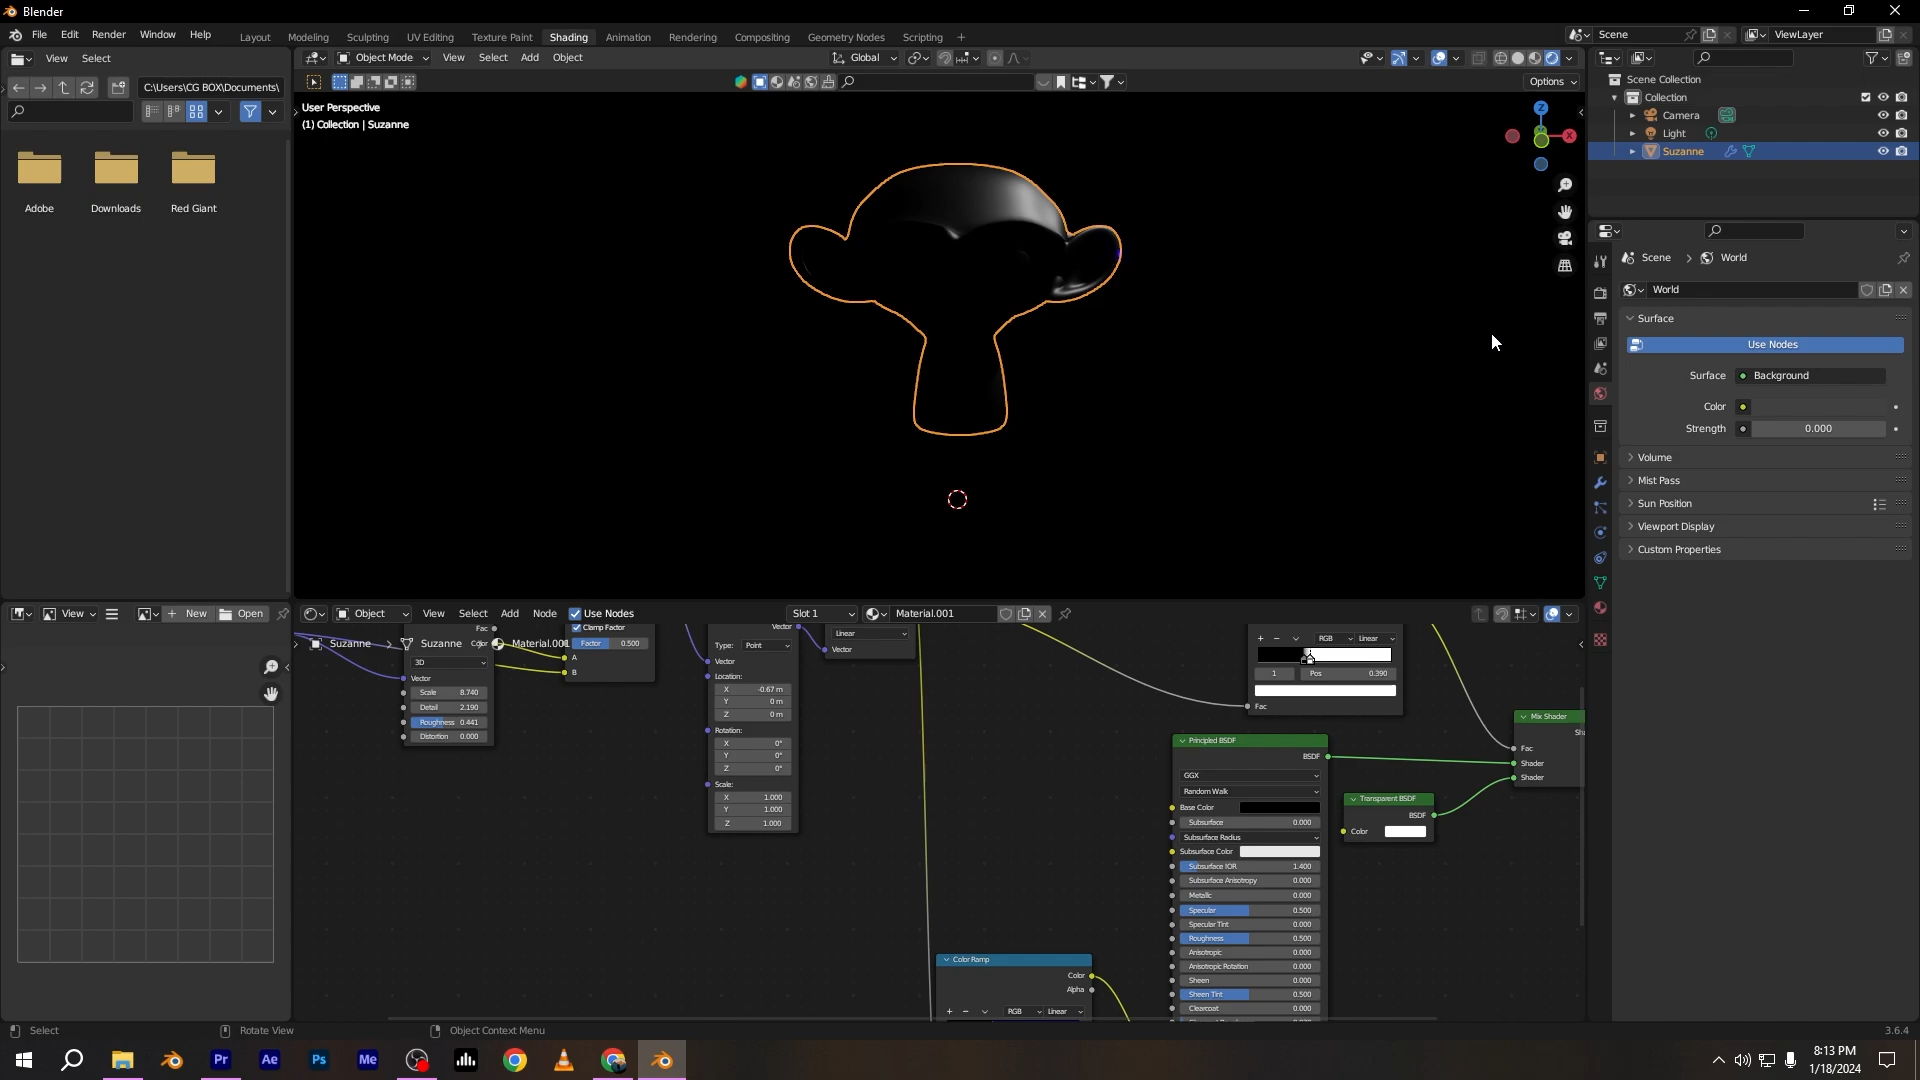 Blender
File Edit Render Window Help
Layout Modeling Sculpting UV Editing Texture Paint Shading Animation Rendering Compositing Geometry Nodes Scripting +
Scene
ViewLayer
View Select
Object Mode View Select Add Object
Global
Options
C:\Users\CG BOX\Documents\
Adobe
Downloads
Red Giant
User Perspective
(1) Collection | Suzanne
Z
X
Scene Collection
Collection
Camera
Light
Suzanne
Scene > World
World
Surface
Use Nodes
Surface Background
Color
Strength 0.000
Volume
Mist Pass
Sun Position
Viewport Display
Custom Properties
View
New
Open
Object View Select Add Node Use Nodes
Slot 1
Material.001
Suzanne > Suzanne > Material.001
Fac
3D
Vector
Scale 8.740
Detail 2.190
Roughness 0.441
Distortion 0.000
Clamp Factor
Factor 0.500
A
B
Vector
Type: Point
Vector
Location:
X -0.67 m
Y 0 m
Z 0 m
Rotation:
X 0°
Y 0°
Z 0°
Scale:
X 1.000
Y 1.000
Z 1.000
Linear
Vector
Color Ramp
Color
Alpha
RGB Linear
RGB Linear
1 Pos 0.390
Fac
Principled BSDF
BSDF
GGX
Random Walk
Base Color
Subsurface 0.000
Subsurface Radius
Subsurface Color
Subsurface IOR 1.400
Subsurface Anisotropy 0.000
Metallic 0.000
Specular 0.500
Specular Tint 0.000
Roughness 0.500
Anisotropic 0.000
Anisotropic Rotation 0.000
Sheen 0.000
Sheen Tint 0.500
Clearcoat 0.000
Transparent BSDF
BSDF
Color
Mix Shader
Fac
Shader
Shader
Select
Rotate View
Object Context Menu
3.6.4
Pr
Ae
Ps
Me
8:13 PM
1/18/2024